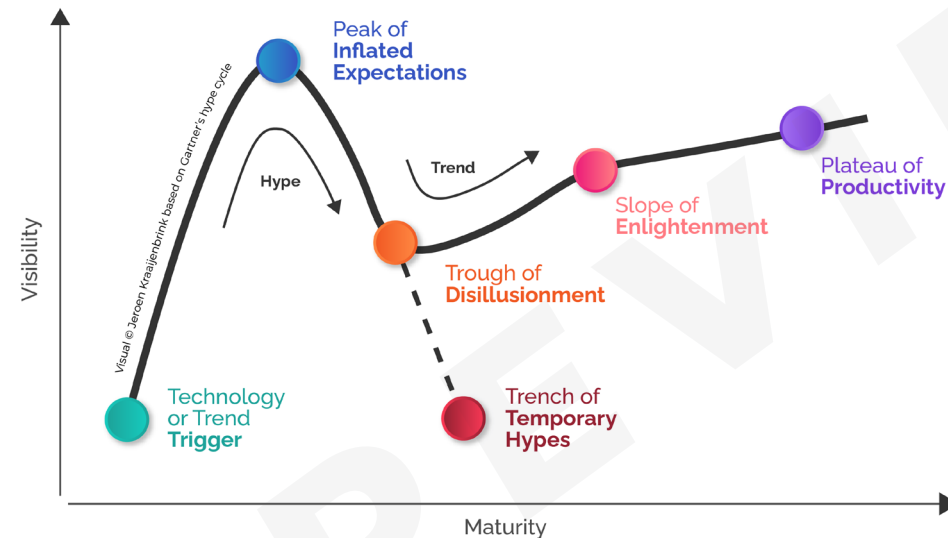 Peak of
Inflated
Expectations
Visual © Jeroen Kraaijenbrink based on Gartner's hype cycle
Hype
Trend
Plateau of
Productivity
Slope of
Enlightenment
Visibility
Trough of
Disillusionment
Technology
or Trend
Trigger
Trench of
Temporary
Hypes
Maturity
PREVI